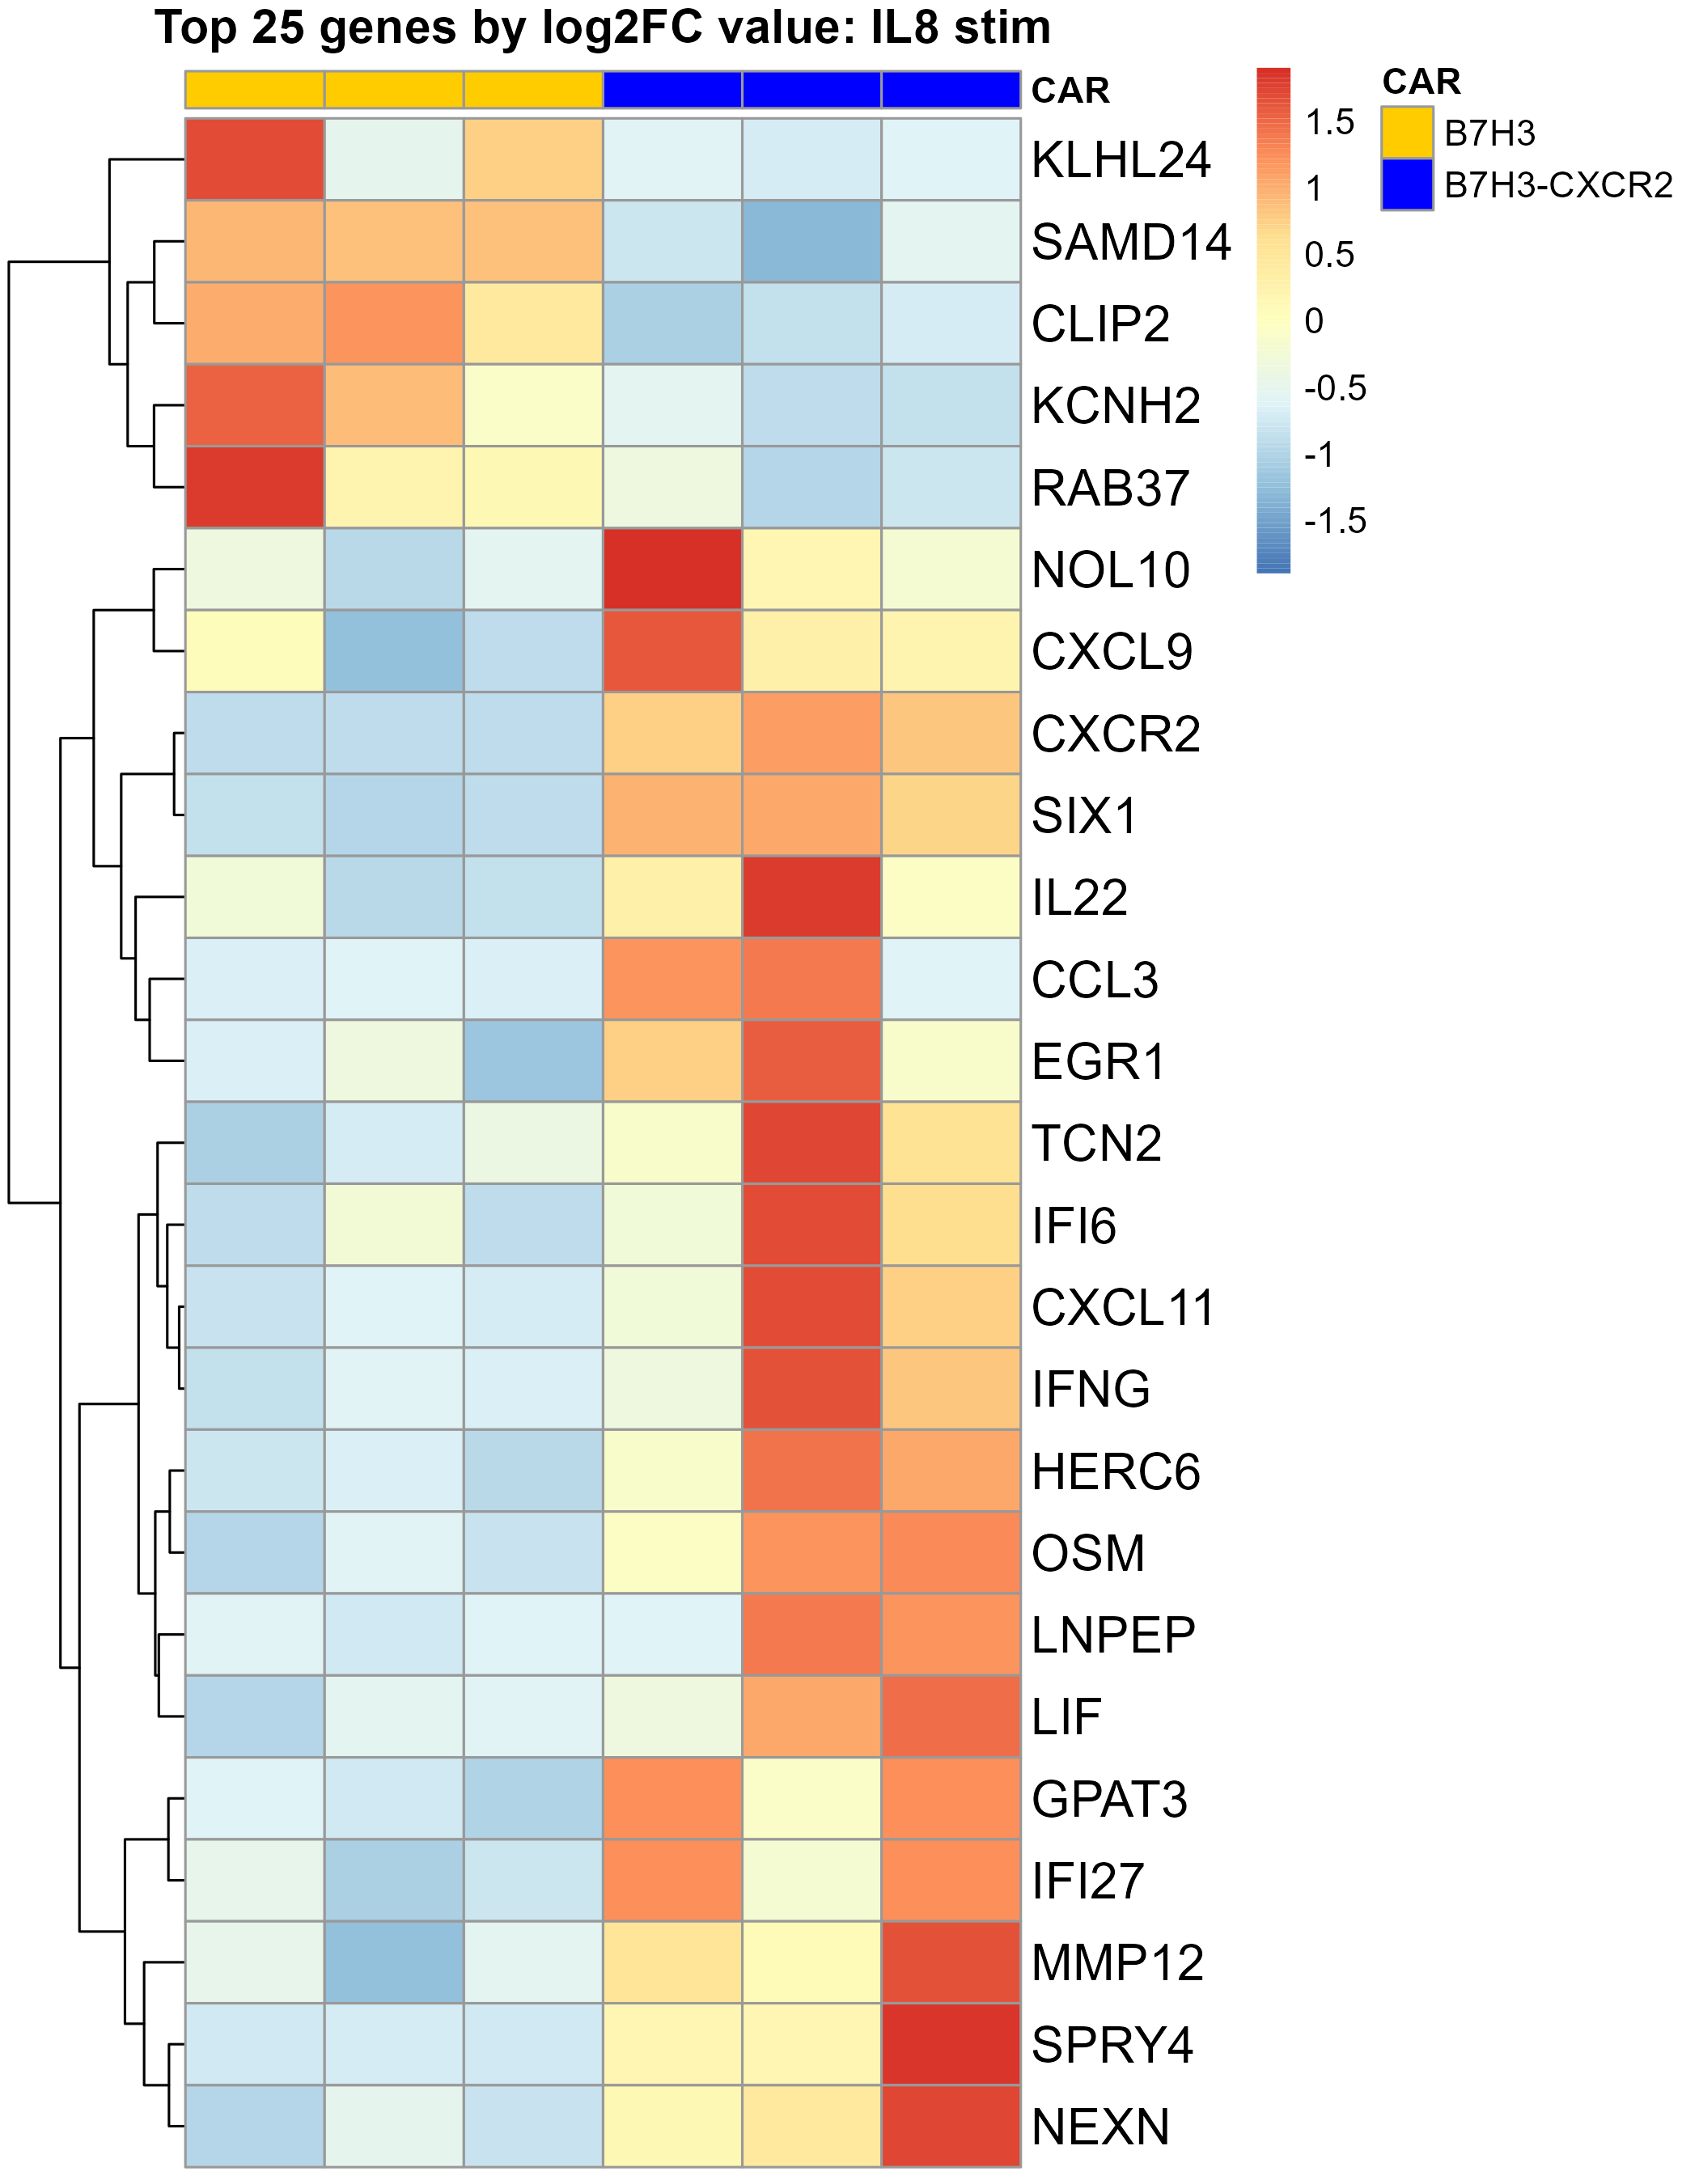 Top 25 genes by log2FC value: IL8 stim
CAR
KLHL24
SAMD14
CLIP2
KCNH2
RAB37
NOL10
CXCL9
CXCR2
SIX1
IL22
CCL3
EGR1
TCN2
IFI6
CXCL11
IFNG
HERC6
OSM
LNPEP
LIF
GPAT3
IFI27
MMP12
SPRY4
NEXN
1.5
1
0.5
0
-0.5
-1
-1.5
CAR
B7H3
B7H3-CXCR2